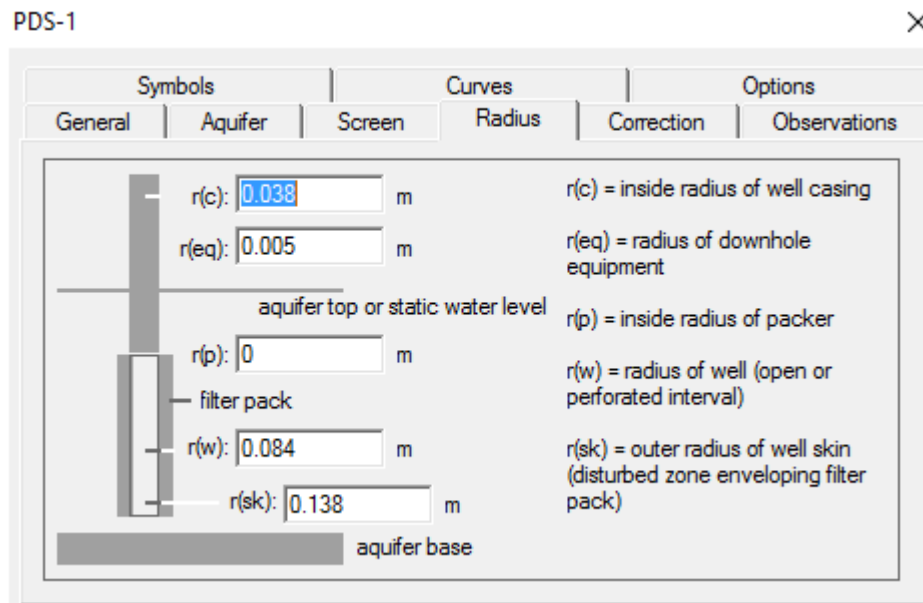 PDS-1
Symbols Curves Options
General Aquifer Screen Radius Correction Observations
r(c): 0.038 m
r(eq): 0.005 m
aquifer top or static water level
r(p): 0 m
filter pack
r(w): 0.084 m
r(sk): 0.138 m
aquifer base
r(c) = inside radius of well casing
r(eq) = radius of downhole
equipment
r(p) = inside radius of packer
r(w) = radius of well (open or
perforated interval)
r(sk) = outer radius of well skin
(disturbed zone enveloping filter
pack)